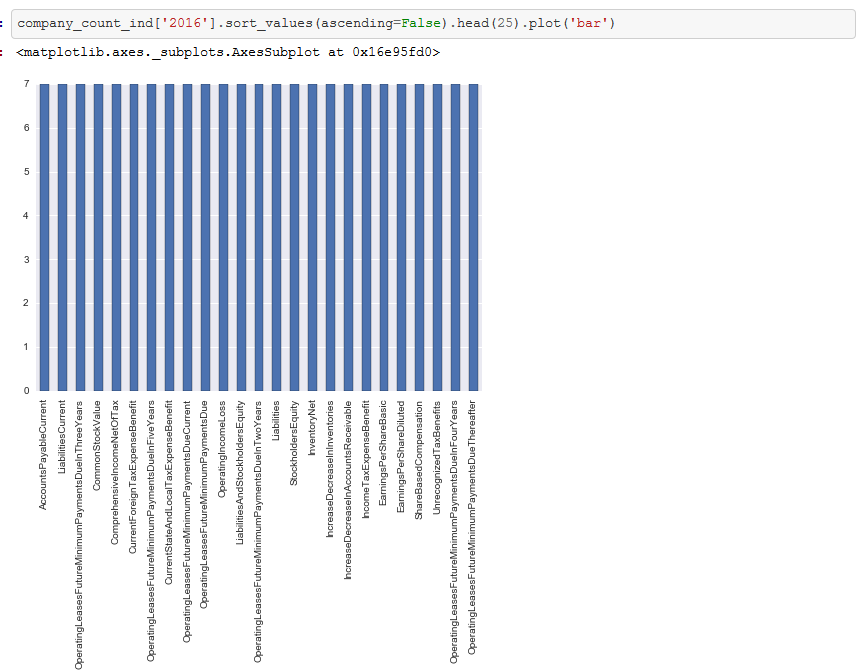 : company_count_ind['2016'].sort_values(ascending=False).head(25).plot('bar')
: <matplotlib.axes._subplots.AxesSubplot at 0x16e95fd0>
7
6
5
4
3
2
1
0
AccountsPayableCurrent
LiabilitiesCurrent
OperatingLeasesFutureMinimumPaymentsDueInThreeYears
CommonStockValue
ComprehensiveIncomeNetOfTax
CurrentForeignTaxExpenseBenefit
OperatingLeasesFutureMinimumPaymentsDueInFiveYears
CurrentStateAndLocalTaxExpenseBenefit
OperatingLeasesFutureMinimumPaymentsDueCurrent
OperatingLeasesFutureMinimumPaymentsDue
OperatingIncomeLoss
LiabilitiesAndStockholdersEquity
OperatingLeasesFutureMinimumPaymentsDueInTwoYears
Liabilities
StockholdersEquity
InventoryNet
IncreaseDecreaseInInventories
IncreaseDecreaseInAccountsReceivable
IncomeTaxExpenseBenefit
EarningsPerShareBasic
EarningsPerShareDiluted
ShareBasedCompensation
UnrecognizedTaxBenefits
OperatingLeasesFutureMinimumPaymentsDueInFourYears
OperatingLeasesFutureMinimumPaymentsDueThereafter